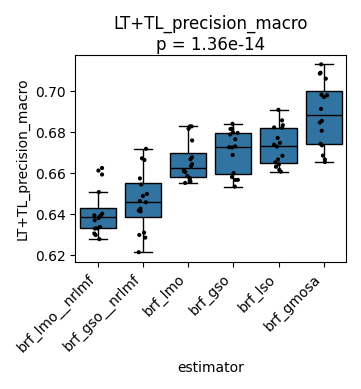 LT+TL_precision_macro
p = 1.36e-14
LT+TL_precision_macro
0.70
0.68
0.66
0.64
0.62
brf_lmo__nrlmf
brf_gso__nrlmf
brf_lmo
brf_gso
brf_lso
brf_gmosa
estimator